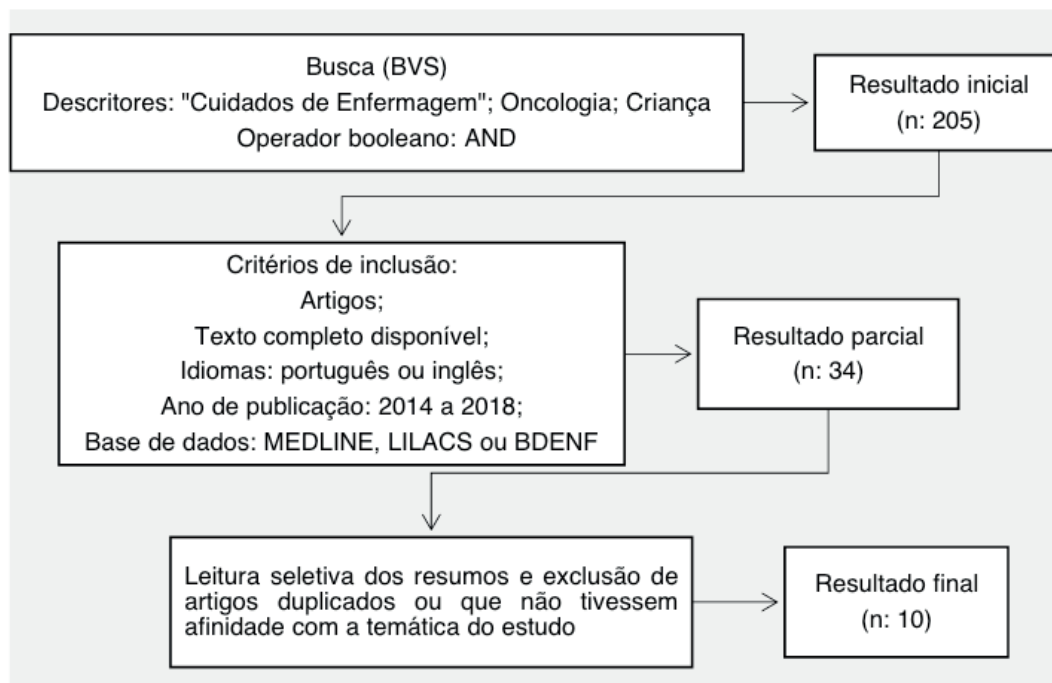 Busca (BVS)
Descritores: "Cuidados de Enfermagem"; Oncologia; Criança
Operador booleano: AND
Resultado inicial
(n: 205)
Critérios de inclusão:
Artigos;
Texto completo disponível;
Idiomas: português ou inglês;
Ano de publicação: 2014 a 2018;
Base de dados: MEDLINE, LILACS ou BDENF
Resultado parcial
(n: 34)
Leitura seletiva dos resumos e exclusão de
artigos duplicados ou que não tivessem
afinidade com a temática do estudo
Resultado final
(n: 10)